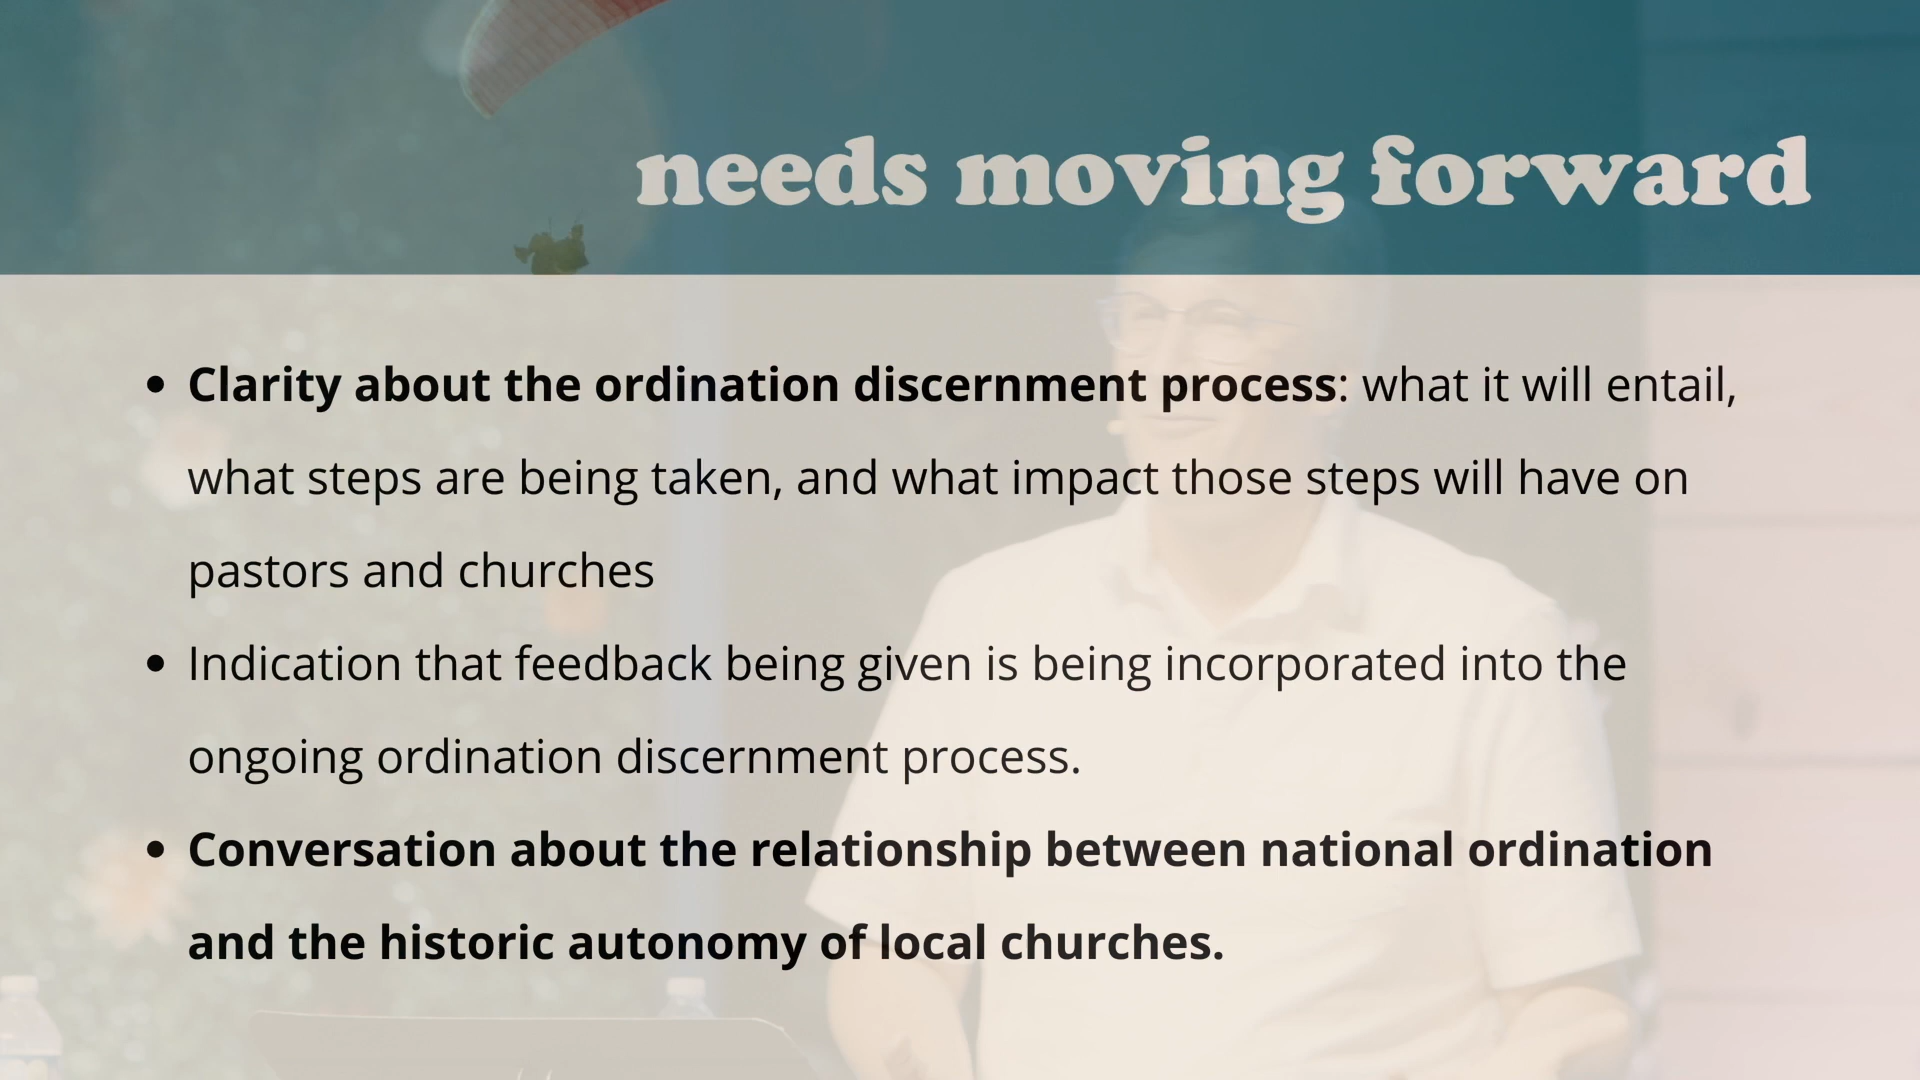 needs moving forward
• Clarity about the ordination discernment process: what it will entail,
what steps are being taken, and what impact those steps will have on
pastors and churches
• Indication that feedback being given is being incorporated into the
ongoing ordination discernment process.
• Conversation about the relationship between national ordination
and the historic autonomy of local churches.